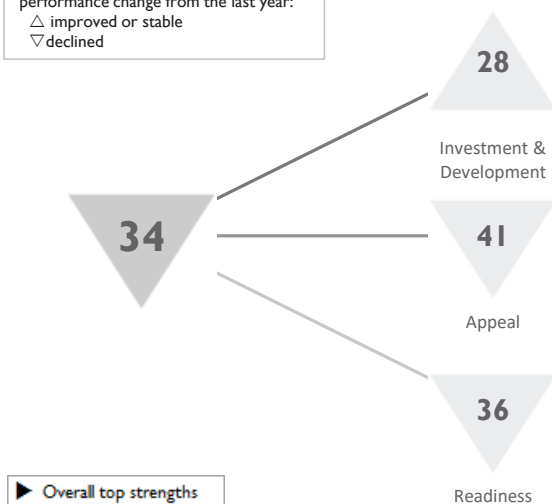 performance change from the last year:
△ improved or stable
▽ declined
28
Investment &
Development
34
41
Appeal
36
Readiness
▶ Overall top strengths